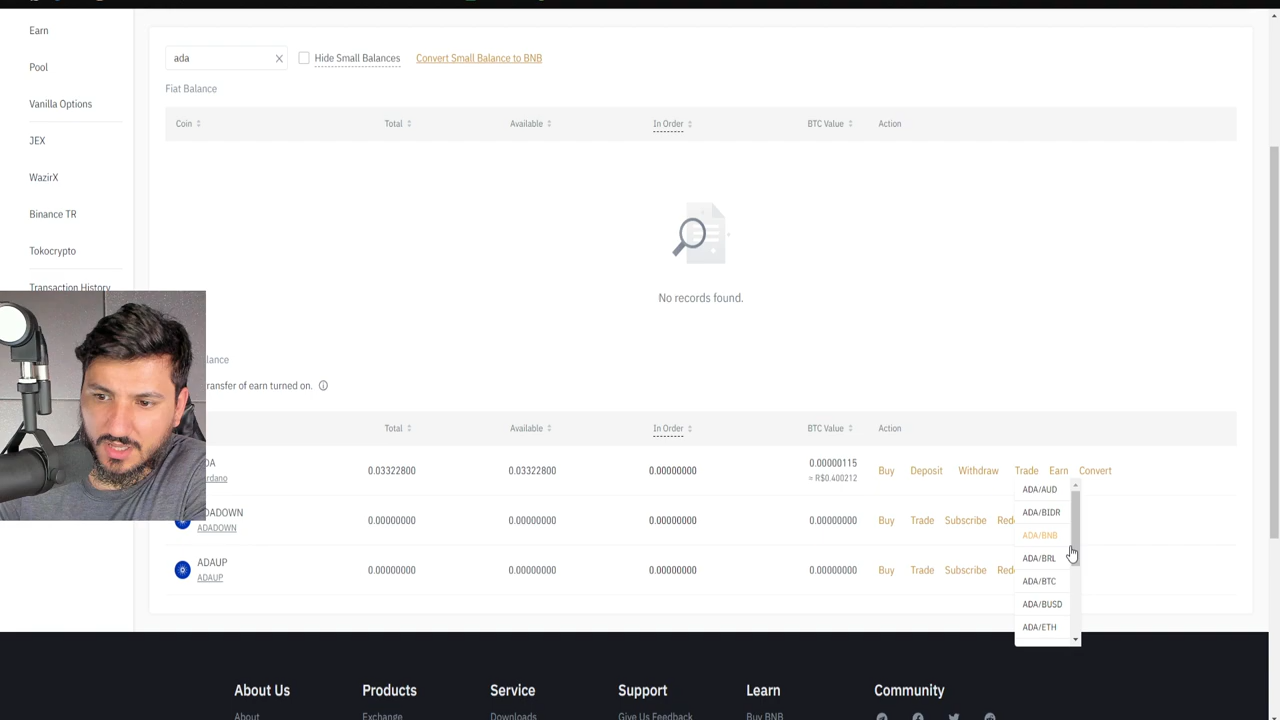 Earn
Pool
Vanilla Options
JEX
WazirX
Binance TR
Tokocrypto
Transaction History
ada
Hide Small Balances
Convert Small Balance to BNB
Fiat Balance
Coin Total Available In Order BTC Value Action
No records found.
lance
ransfer of earn turned on.
Total Available In Order BTC Value Action
DA 0.03322800 0.03322800 0.00000000 0.00000115 Buy Deposit Withdraw Trade Earn Convert
rdano ≈ R$0.400212
ADA/AUD
ADA/BIDR
ADA/BNB
ADA/BRL
ADA/BTC
ADA/BUSD
ADA/ETH
DADOWN 0.00000000 0.00000000 0.00000000 0.00000000 Buy Trade Subscribe Red
ADADOWN
ADAUP 0.00000000 0.00000000 0.00000000 0.00000000 Buy Trade Subscribe Red
ADAUP
About Us Products Service Support Learn Community
About Exchange Downloads Give Us Feedback Buy BNB